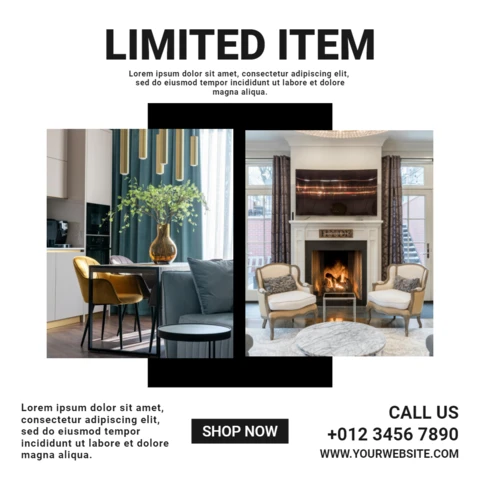 LIMITED ITEM
Lorem ipsum dolor sit amet, consectetur adipiscing elit,
sed do eiusmod tempor incididunt ut labore et dolore
magna aliqua.
Lorem ipsum dolor sit amet,
consectetur adipiscing elit,
sed do eiusmod tempor
incididunt ut labore et dolore
magna aliqua.
SHOP NOW
CALL US
+012 3456 7890
WWW.YOURWEBSITE.COM